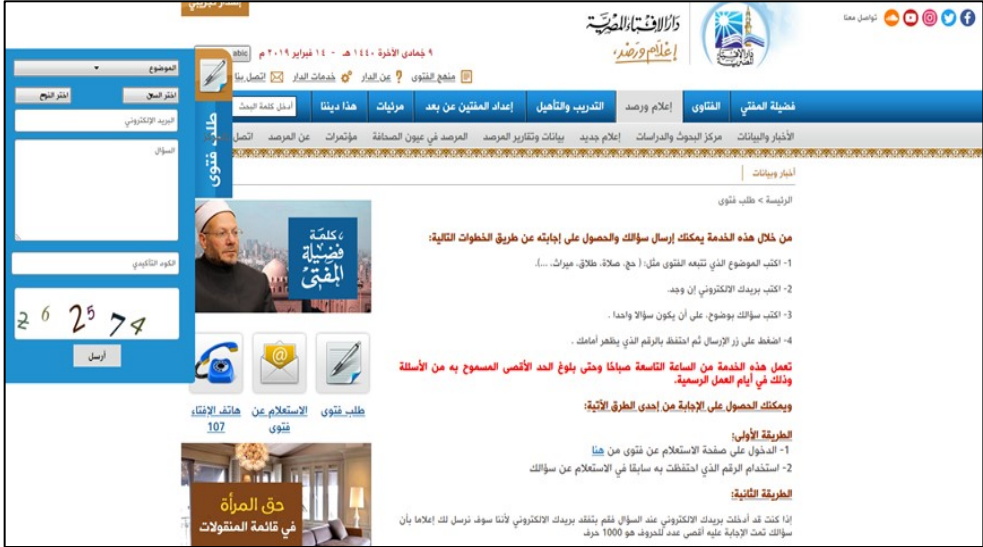 تواصل معنا
دار الإفتاء المصرية
إعلام ورصد
دار الإفتاء المصرية
٩ جمادى الآخرة ١٤٤٠ هـ - ١٤ فبراير ٢٠١٩ م
abic
منهج الفتوى
عن الدار
خدمات الدار
اتصل بنا
فضيلة المفتي
الفتاوى
إعلام ورصد
التدريب والتأهيل
إعداد المفتين عن بعد
مرئيات
هذا ديننا
أدخل كلمة البحث
الأخبار والبيانات
مركز البحوث والدراسات
إعلام جديد
بيانات وتقارير المرصد
المرصد في عيون الصحافة
مؤتمرات
عن المرصد
اتصل
أخبار وبيانات
الرئيسة > طلب فتوى
من خلال هذه الخدمة يمكنك إرسال سؤالك والحصول على إجابته عن طريق الخطوات التالية:
1- اكتب الموضوع الذي تتبعه الفتوى مثل: ( حج، صلاة، طلاق، ميراث، ...).
2- اكتب بريدك الالكتروني إن وجد.
3- اكتب سؤالك بوضوح، على أن يكون سؤالا واحدا .
4- اضغط على زر الإرسال ثم احتفظ بالرقم الذي يظهر أمامك .
تعمل هذه الخدمة من الساعة التاسعة صباحًا وحتى بلوغ الحد الأقصى المسموح به من الأسئلة
وذلك في أيام العمل الرسمية.
ويمكنك الحصول على الإجابة من إحدى الطرق الأتية:
الطريقة الأولى:
1- الدخول على صفحة الاستعلام عن فتوى من هنا
2- استخدام الرقم الذي احتفظت به سابقا في الاستعلام عن سؤالك
الطريقة الثانية:
إذا كنت قد أدخلت بريدك الالكتروني عند السؤال فقم بتفقد بريدك الالكتروني لأننا سوف نرسل لك إعلاما بأن
سؤالك تمت الإجابة عليه أقصى عدد للحروف هو 1000 حرف
كلمة
فضيلة
المفتي
طلب فتوى
الاستعلام عن
فتوى
هاتف الإفتاء
107
حق المرأة
في قائمة المنقولات
طلب فتوى
الموضوع
اختر السن
اختر النوع
البريد الإلكتروني
السؤال
الكود التأكيدي
z 6 2 5 7 4
أرسل